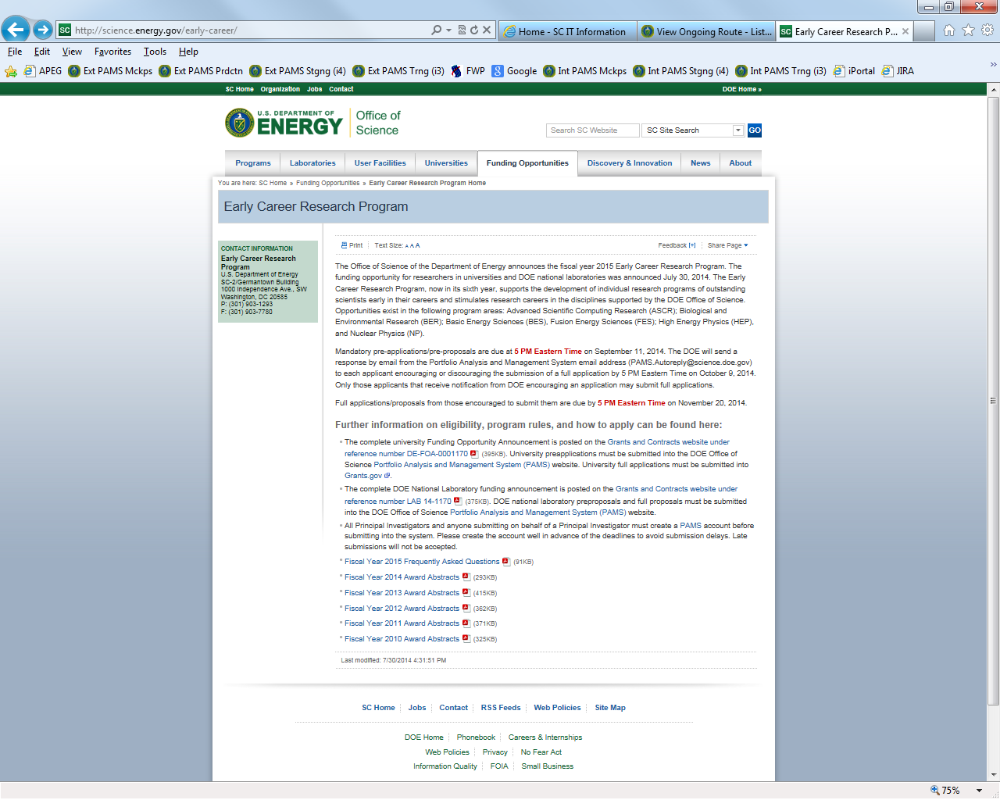 SC http://science.energy.gov/early-career/
Home - SC IT Information
View Ongoing Route - List...
SC Early Career Research P...
File Edit View Favorites Tools Help
APEG Ext PAMS Mckps Ext PAMS Prdctn Ext PAMS Stgng (i4) Ext PAMS Trng (i3) FWP Google Int PAMS Mckps Int PAMS Stgng (i4) Int PAMS Trng (i3) iPortal JIRA »
SC Home Organization Jobs Contact DOE Home »
U.S. DEPARTMENT OF
ENERGY
Office of
Science
Search SC Website SC Site Search GO
Programs Laboratories User Facilities Universities Funding Opportunities Discovery & Innovation News About
You are here: SC Home » Funding Opportunities » Early Career Research Program Home
Early Career Research Program
CONTACT INFORMATION
Early Career Research
Program
U.S. Department of Energy
SC-2/Germantown Building
1000 Independence Ave., SW
Washington, DC 20585
P: (301) 903-1293
F: (301) 903-7780
Print Text Size: A A A Feedback [+] Share Page
The Office of Science of the Department of Energy announces the fiscal year 2015 Early Career Research Program. The
funding opportunity for researchers in universities and DOE national laboratories was announced July 30, 2014. The Early
Career Research Program, now in its sixth year, supports the development of individual research programs of outstanding
scientists early in their careers and stimulates research careers in the disciplines supported by the DOE Office of Science.
Opportunities exist in the following program areas: Advanced Scientific Computing Research (ASCR); Biological and
Environmental Research (BER); Basic Energy Sciences (BES), Fusion Energy Sciences (FES); High Energy Physics (HEP),
and Nuclear Physics (NP).
Mandatory pre-applications/pre-proposals are due at 5 PM Eastern Time on September 11, 2014. The DOE will send a
response by email from the Portfolio Analysis and Management System email address (PAMS.Autoreply@science.doe.gov)
to each applicant encouraging or discouraging the submission of a full application by 5 PM Eastern Time on October 9, 2014.
Only those applicants that receive notification from DOE encouraging an application may submit full applications.
Full applications/proposals from those encouraged to submit them are due by 5 PM Eastern Time on November 20, 2014.
Further information on eligibility, program rules, and how to apply can be found here:
The complete university Funding Opportunity Announcement is posted on the Grants and Contracts website under
reference number DE-FOA-0001170 (395KB). University preapplications must be submitted into the DOE Office of
Science Portfolio Analysis and Management System (PAMS) website. University full applications must be submitted into
Grants.gov.
The complete DOE National Laboratory funding announcement is posted on the Grants and Contracts website under
reference number LAB 14-1170 (375KB). DOE national laboratory preproposals and full proposals must be submitted
into the DOE Office of Science Portfolio Analysis and Management System (PAMS) website.
All Principal Investigators and anyone submitting on behalf of a Principal Investigator must create a PAMS account before
submitting into the system. Please create the account well in advance of the deadlines to avoid submission delays. Late
submissions will not be accepted.
Fiscal Year 2015 Frequently Asked Questions (91KB)
Fiscal Year 2014 Award Abstracts (293KB)
Fiscal Year 2013 Award Abstracts (415KB)
Fiscal Year 2012 Award Abstracts (362KB)
Fiscal Year 2011 Award Abstracts (371KB)
Fiscal Year 2010 Award Abstracts (325KB)
Last modified: 7/30/2014 4:31:51 PM
SC Home Jobs Contact RSS Feeds Web Policies Site Map
DOE Home Phonebook Careers & Internships
Web Policies Privacy No Fear Act
Information Quality FOIA Small Business
75%